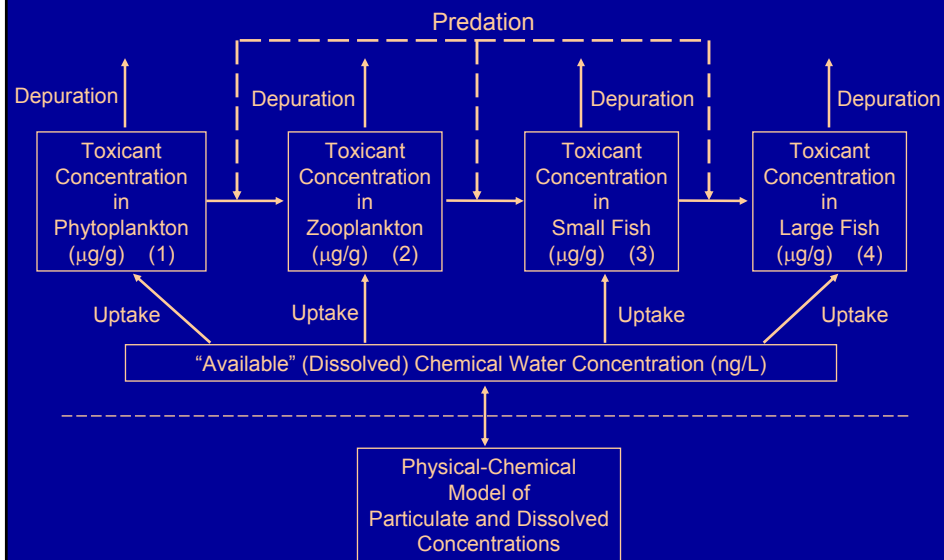 Predation
Depuration
Depuration
Depuration
Depuration
Toxicant
Concentration
in
Phytoplankton
(µg/g) (1)
Toxicant
Concentration
in
Zooplankton
(µg/g) (2)
Toxicant
Concentration
in
Small Fish
(µg/g) (3)
Toxicant
Concentration
in
Large Fish
(µg/g) (4)
Uptake
Uptake
Uptake
Uptake
“Available” (Dissolved) Chemical Water Concentration (ng/L)
Physical-Chemical
Model of
Particulate and Dissolved
Concentrations